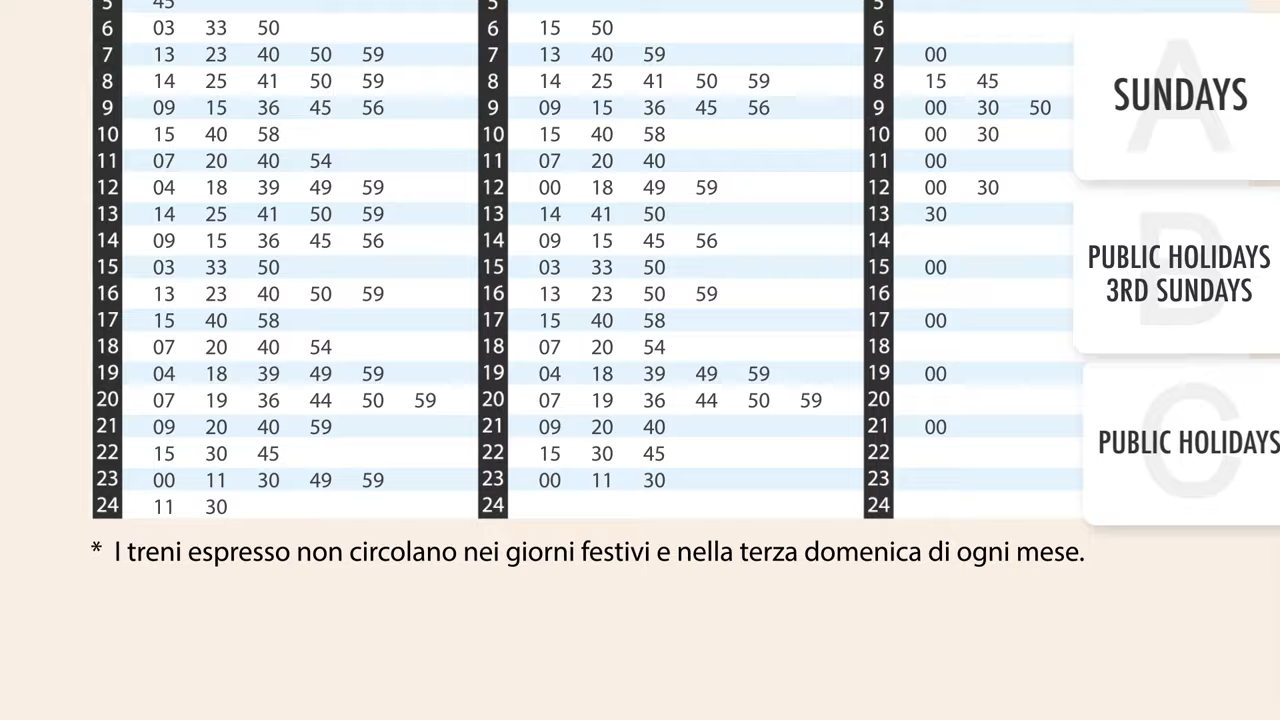 5 45 5 5
6 03 33 50 6 15 50 6
7 13 23 40 50 59 7 13 40 59 7 00
8 14 25 41 50 59 8 14 25 41 50 59 8 15 45
9 09 15 36 45 56 9 09 15 36 45 56 9 00 30 50
10 15 40 58 10 15 40 58 10 00 30
11 07 20 40 54 11 07 20 40 11 00
12 04 18 39 49 59 12 00 18 49 59 12 00 30
13 14 25 41 50 59 13 14 41 50 13 30
14 09 15 36 45 56 14 09 15 45 56 14
15 03 33 50 15 03 33 50 15 00
16 13 23 40 50 59 16 13 23 50 59 16
17 15 40 58 17 15 40 58 17 00
18 07 20 40 54 18 07 20 54 18
19 04 18 39 49 59 19 04 18 39 49 59 19 00
20 07 19 36 44 50 59 20 07 19 36 44 50 59 20
21 09 20 40 59 21 09 20 40 21 00
22 15 30 45 22 15 30 45 22
23 00 11 30 49 59 23 00 11 30 23
24 11 30 24 24
* I treni espresso non circolano nei giorni festivi e nella terza domenica di ogni mese.
A
SUNDAYS
B
PUBLIC HOLIDAYS
3RD SUNDAYS
C
PUBLIC HOLIDAYS